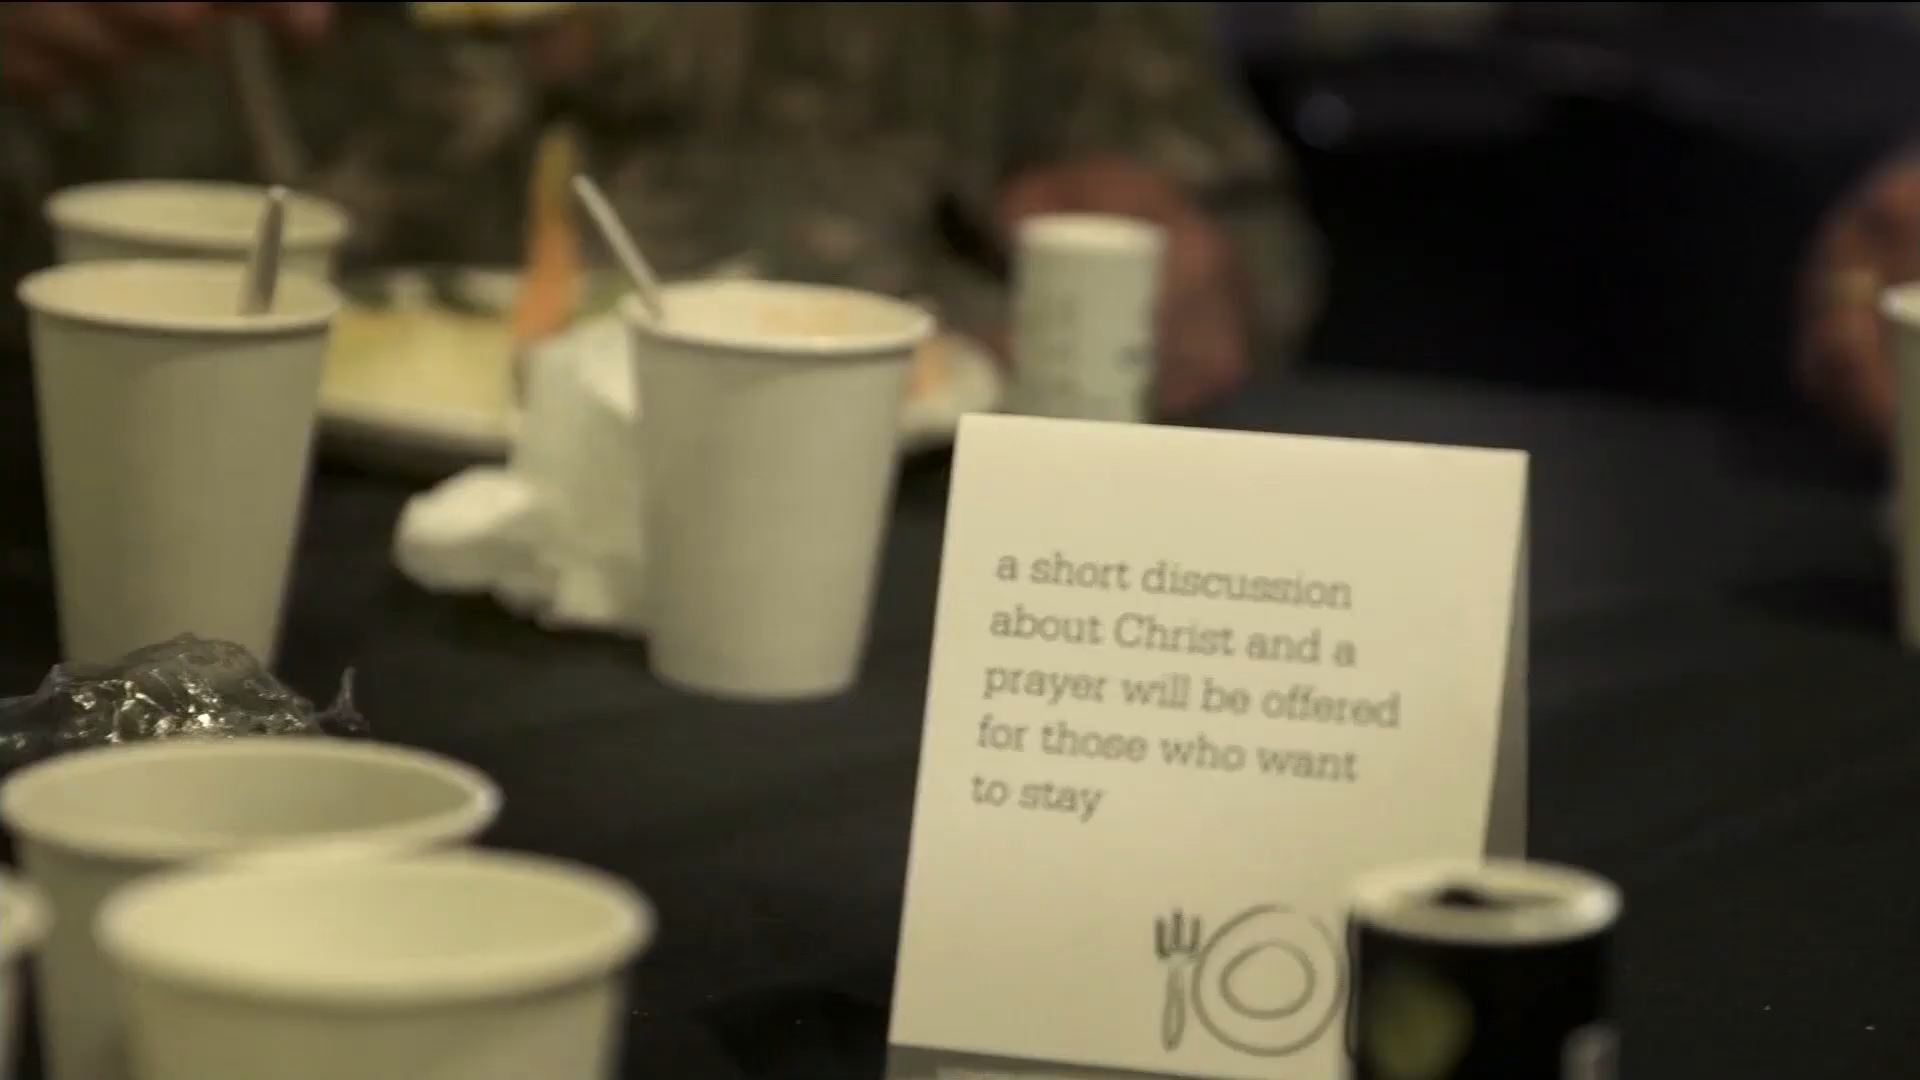 a short discussion
about Christ and a
prayer will be offered
for those who want
to stay